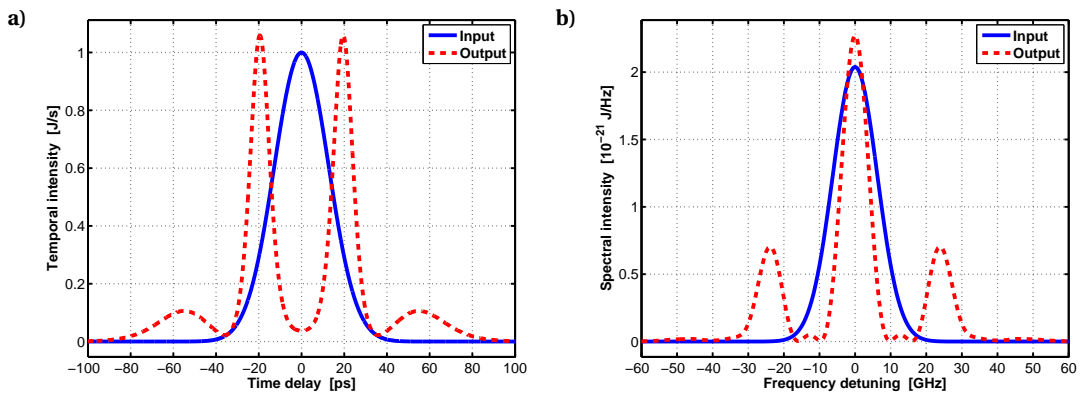 a)
Input
Output
1
0.8
0.6
0.4
0.2
0
Temporal intensity [J/s]
−100 −80 −60 −40 −20 0 20 40 60 80 100
Time delay [ps]
b)
Input
Output
2
1.5
1
0.5
0
Spectral intensity [10⁻²¹ J/Hz]
−60 −50 −40 −30 −20 −10 0 10 20 30 40 50 60
Frequency detuning [GHz]